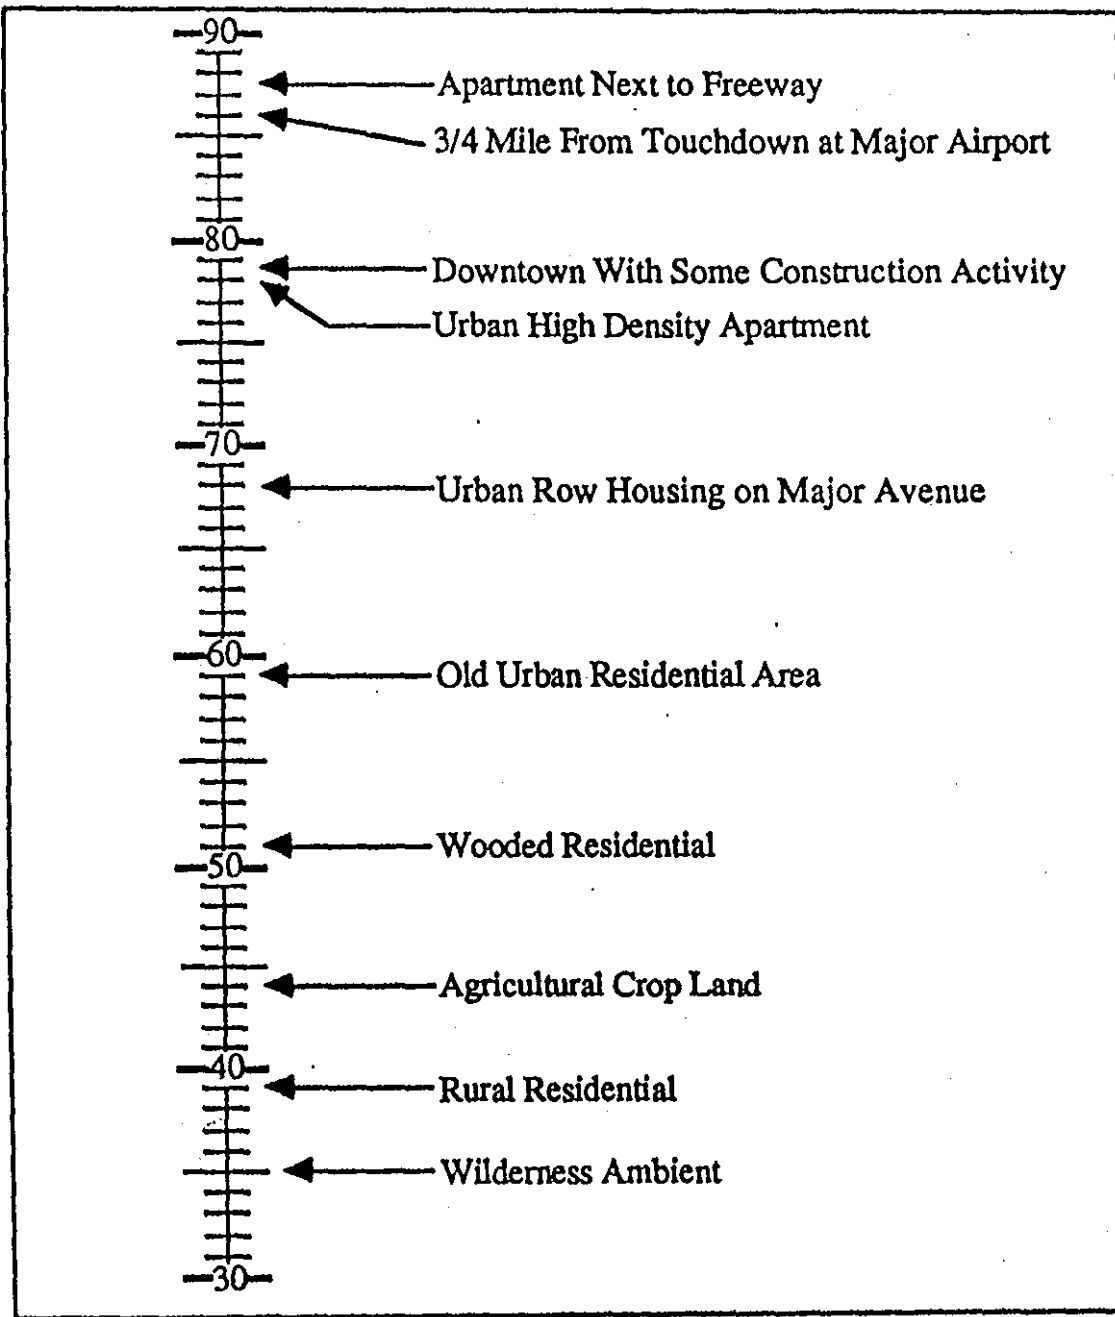 90
Apartment Next to Freeway
3/4 Mile From Touchdown at Major Airport
80
Downtown With Some Construction Activity
Urban High Density Apartment
70
Urban Row Housing on Major Avenue
60
Old Urban Residential Area
Wooded Residential
50
Agricultural Crop Land
40
Rural Residential
Wilderness Ambient
30